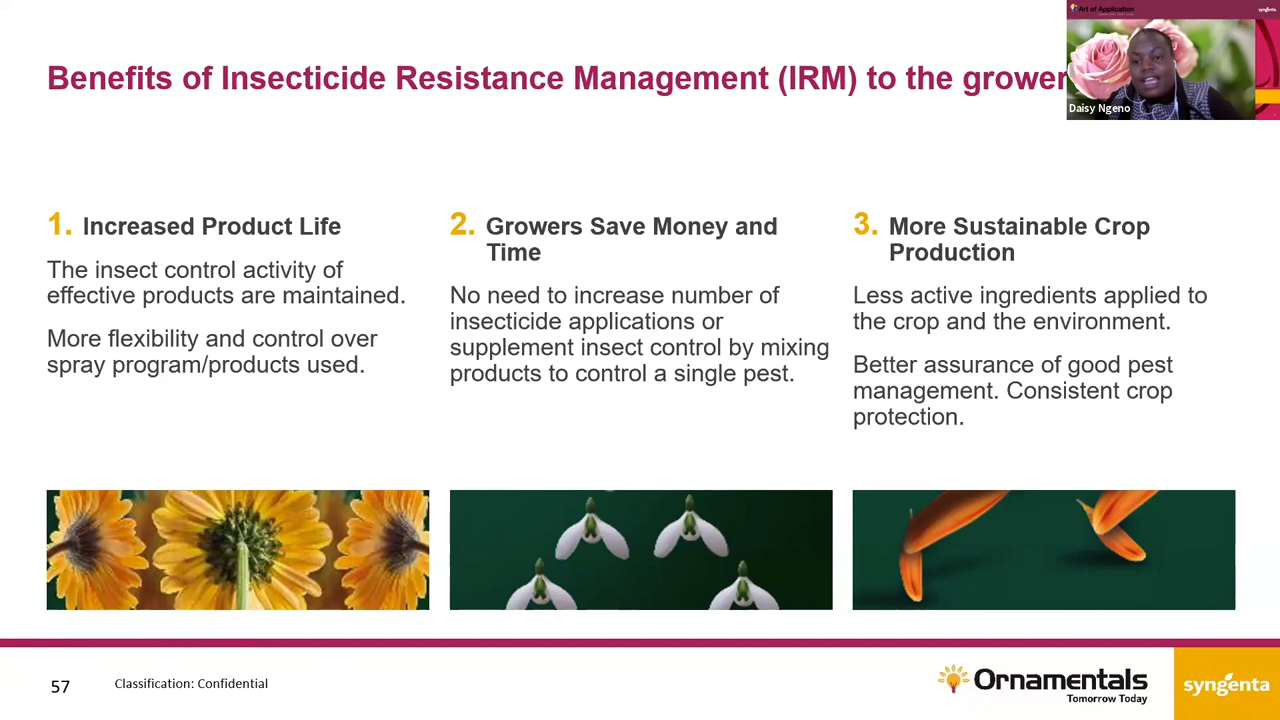 Benefits of Insecticide Resistance Management (IRM) to the grower
Art of Application
syngenta
Daisy Ngeno
1. Increased Product Life
The insect control activity of
effective products are maintained.
More flexibility and control over
spray program/products used.
2. Growers Save Money and
Time
No need to increase number of
insecticide applications or
supplement insect control by mixing
products to control a single pest.
3. More Sustainable Crop
Production
Less active ingredients applied to
the crop and the environment.
Better assurance of good pest
management. Consistent crop
protection.
57
Classification: Confidential
Ornamentals
Tomorrow Today
syngenta